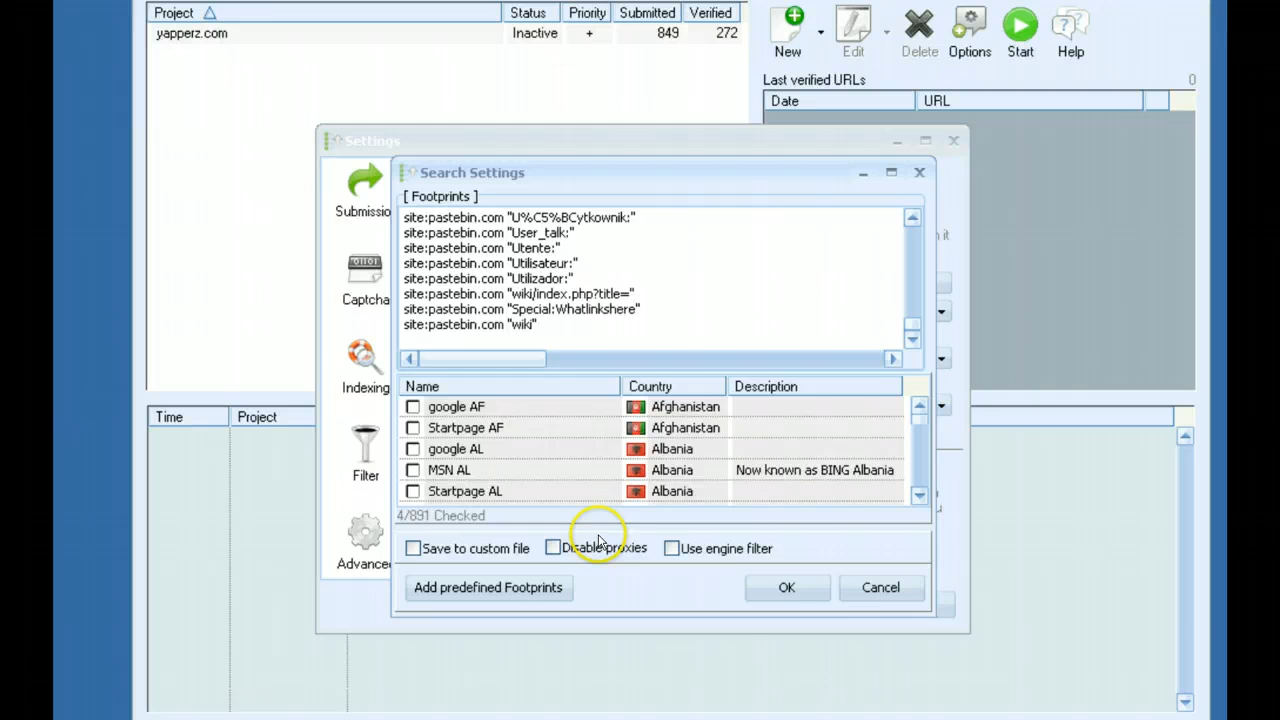 Project Status Priority Submitted Verified
yapperz.com Inactive + 849 272
New Edit Delete Options Start Help
Last verified URLs 0
Date URL
Settings
Search Settings
[ Footprints ]
site:pastebin.com "U%C5%BCytkownik:"
site:pastebin.com "User_talk:"
site:pastebin.com "Utente:"
site:pastebin.com "Utilisateur:"
site:pastebin.com "Utilizador:"
site:pastebin.com "wiki/index.php?title="
site:pastebin.com "Special:Whatlinkshere"
site:pastebin.com "wiki"
Submissio
Captcha
Indexing
Filter
Advance
Name Country Description
google AF Afghanistan
Startpage AF Afghanistan
google AL Albania
MSN AL Albania Now known as BING Albania
Startpage AL Albania
4/891 Checked
Save to custom file Disable proxies Use engine filter
Add predefined Footprints OK Cancel
Time Project